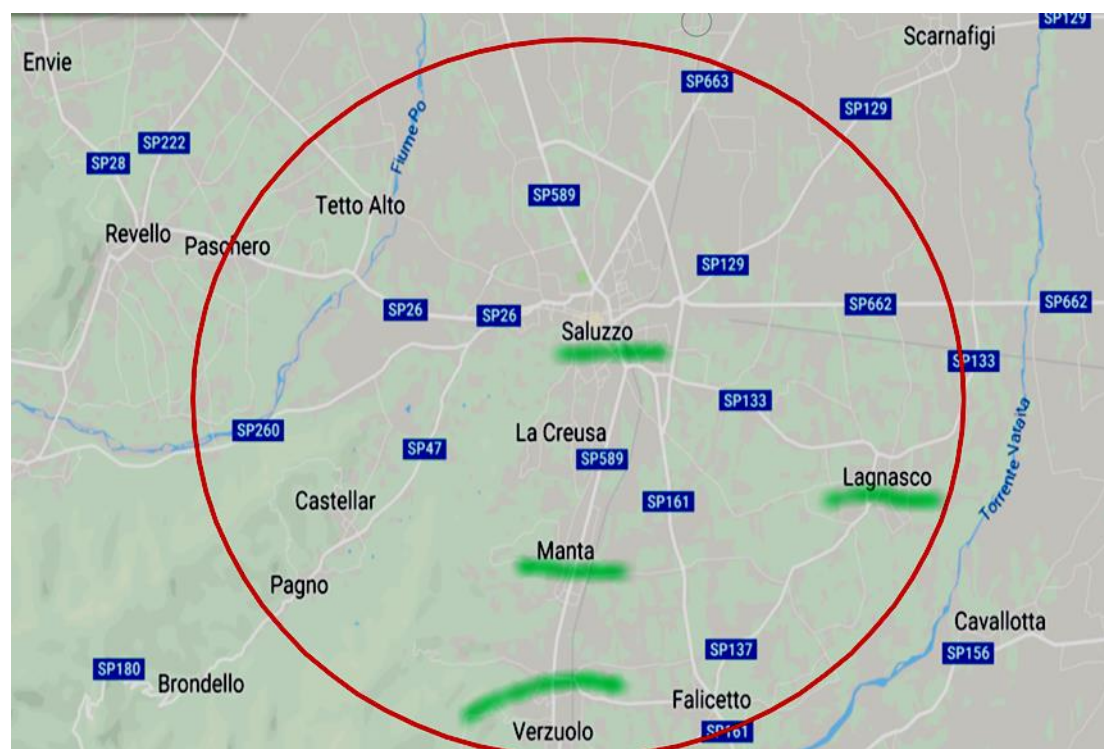 SP129
Scarnafigi
Envie
SP663
SP129
Fiume Po
SP222
SP28
SP589
Tetto Alto
Revello
Paschero
SP129
SP26
SP26
SP662
SP662
Saluzzo
SP133
SP133
La Creusa
SP260
SP47
SP589
Lagnasco
Castellar
SP161
Torrente Varaita
Manta
Pagno
Cavallotta
SP137
SP156
SP180
Brondello
Falicetto
Verzuolo
SP161